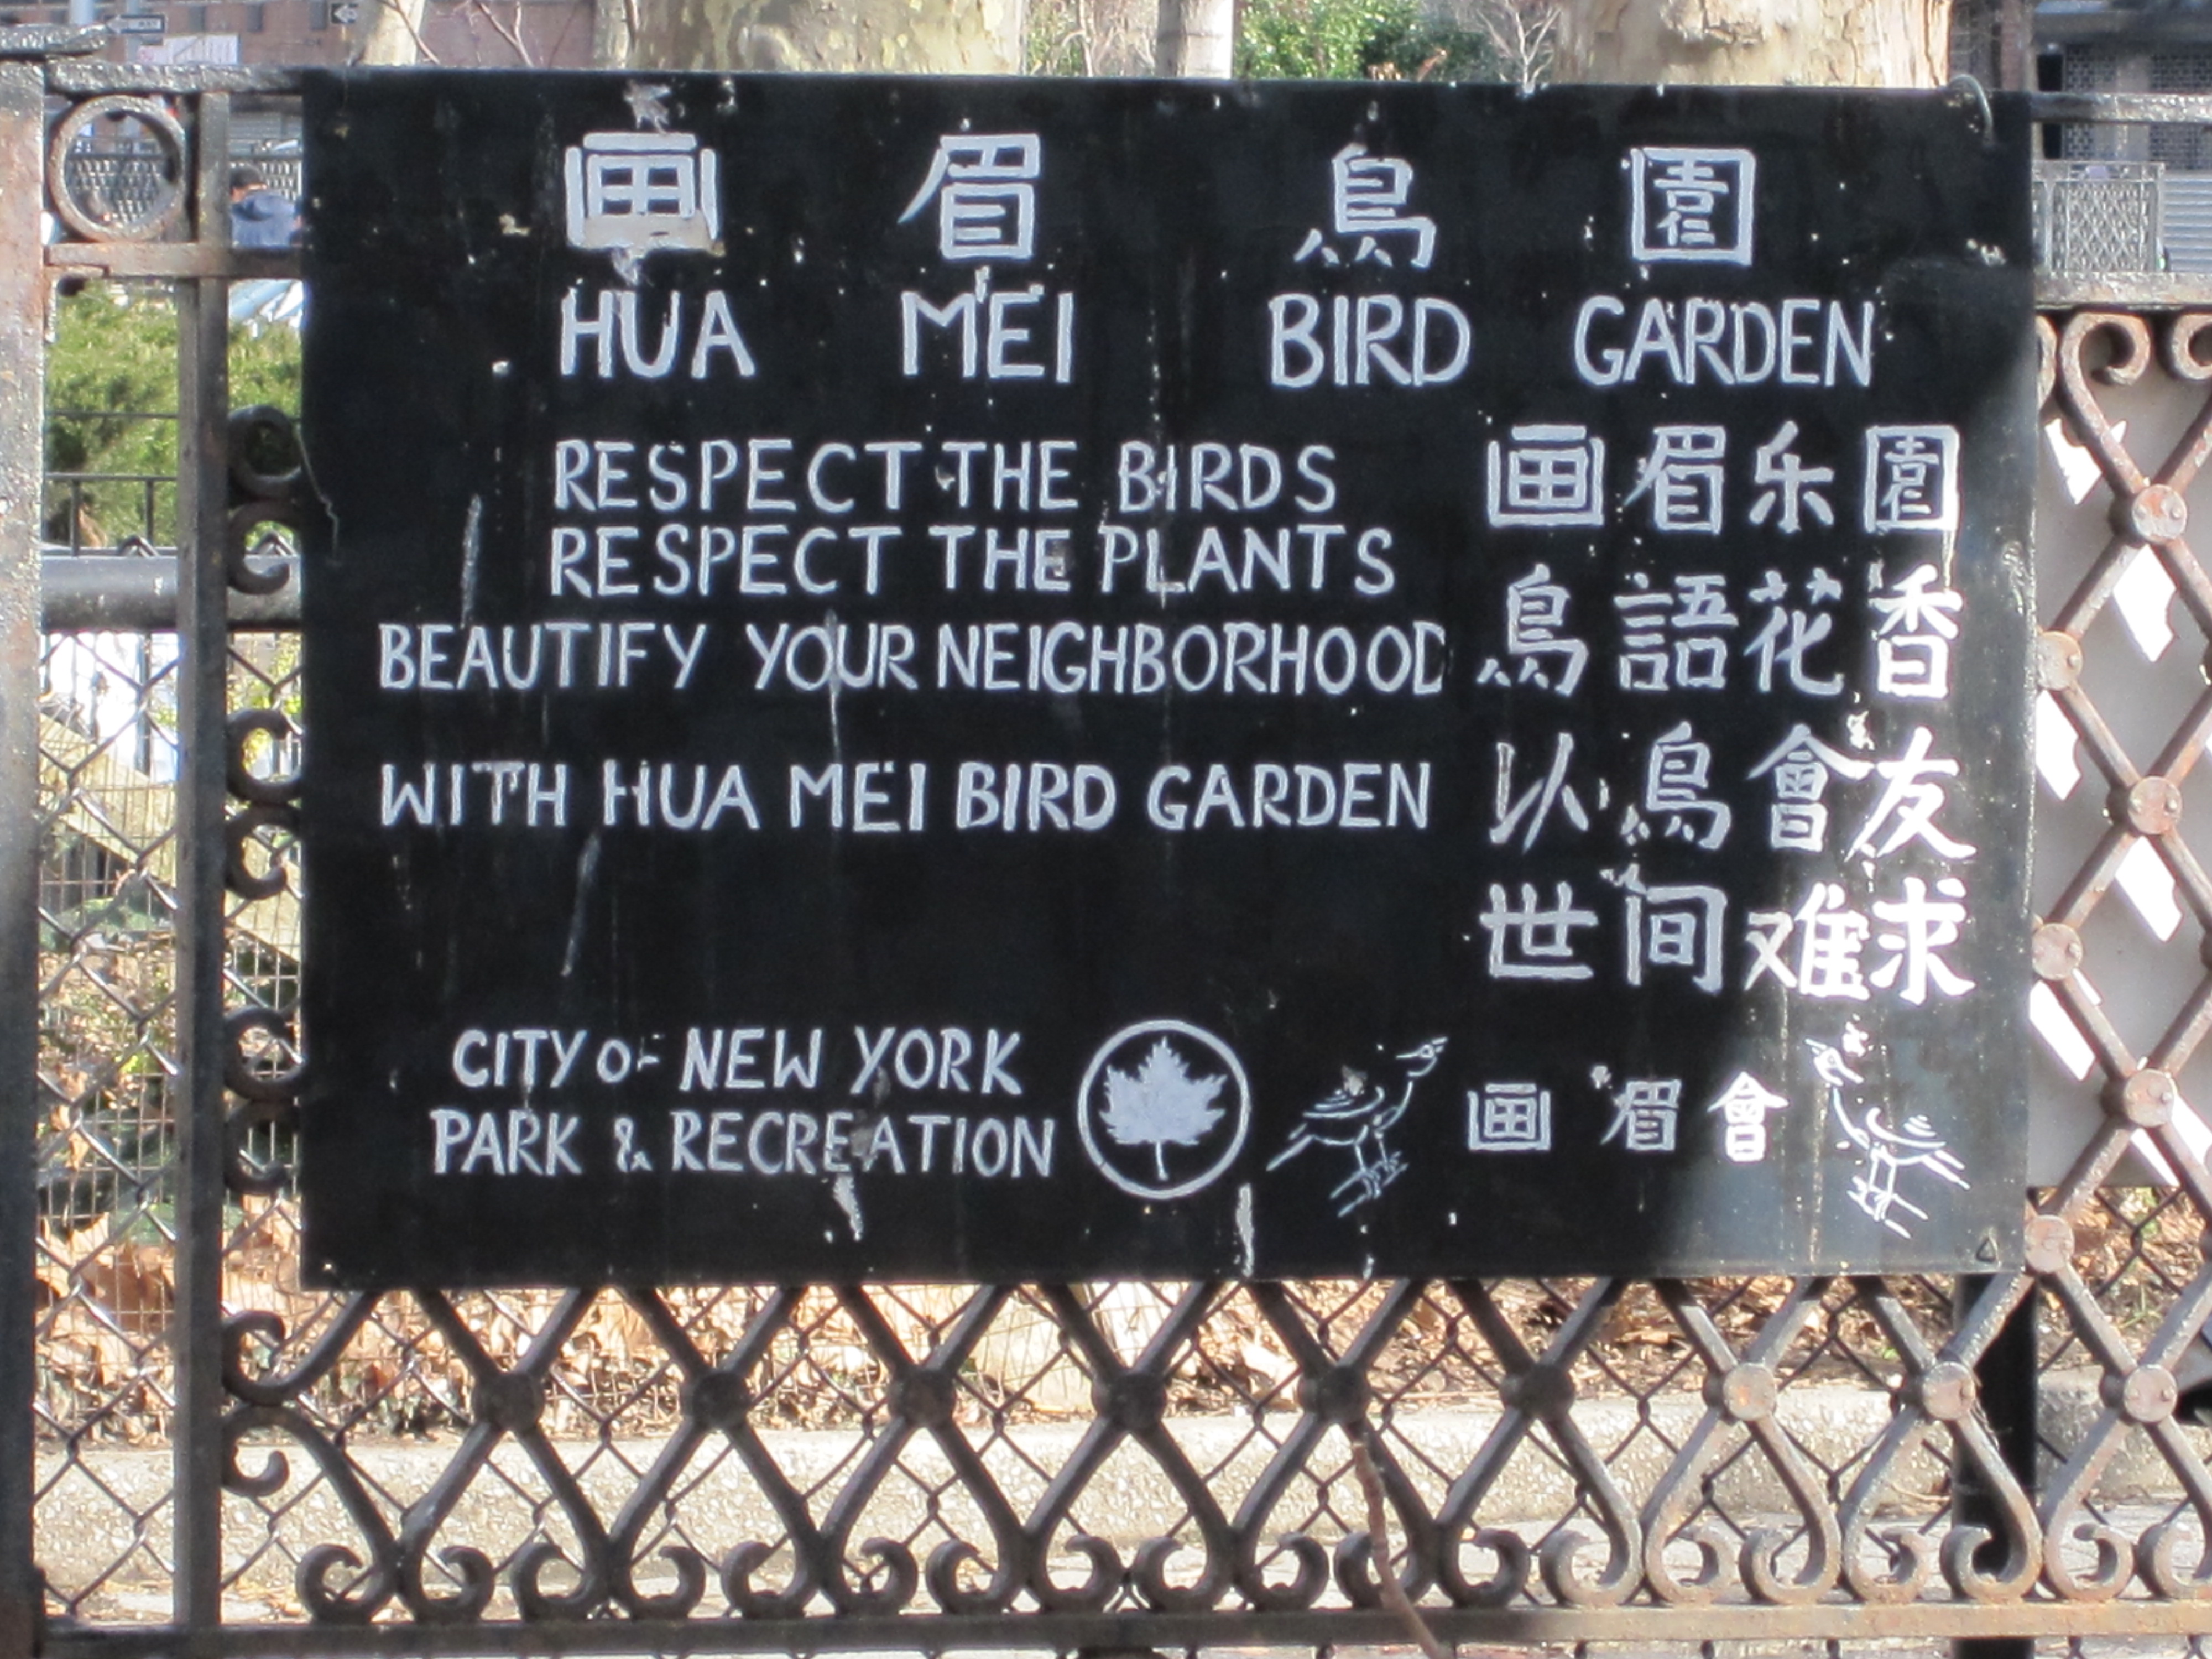 画眉鳥園
HUA MEI BIRD GARDEN
RESPECT THE BIRDS
RESPECT THE PLANTS
BEAUTIFY YOUR NEIGHBORHOOD
WITH HUA MEI BIRD GARDEN
画眉乐園
鳥語花香
以鳥會友
世间难求
CITY OF NEW YORK
PARK & RECREATION
画眉會